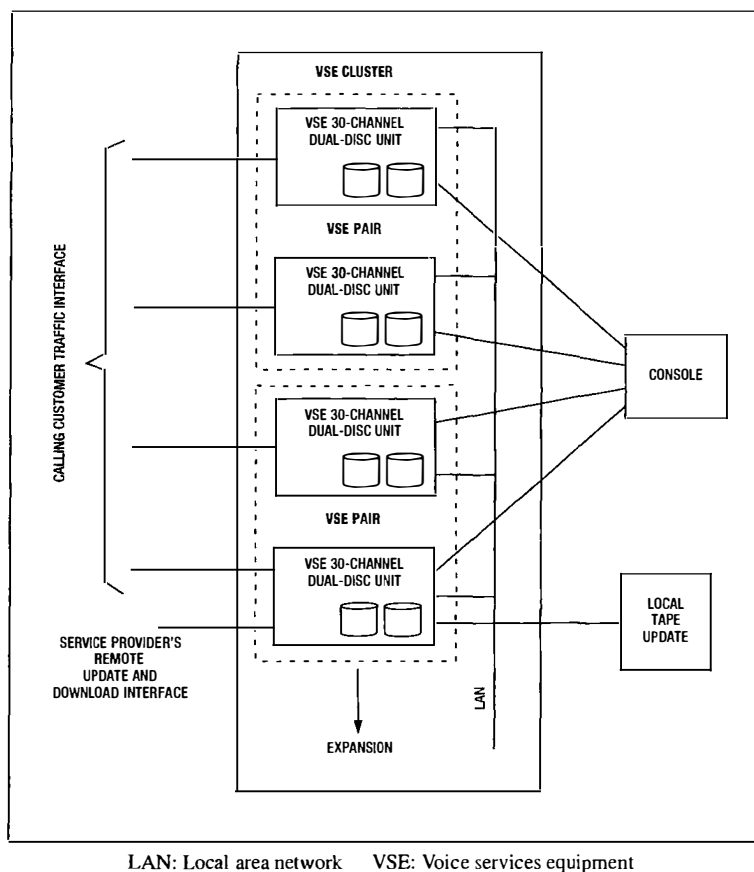 VSE CLUSTER
VSE 30-CHANNEL
DUAL-DISC UNIT
VSE PAIR
VSE 30-CHANNEL
DUAL-DISC UNIT
CALLING CUSTOMER TRAFFIC INTERFACE
CONSOLE
VSE 30-CHANNEL
DUAL-DISC UNIT
VSE PAIR
VSE 30-CHANNEL
DUAL-DISC UNIT
LOCAL
TAPE
UPDATE
SERVICE PROVIDER'S
REMOTE
UPDATE AND
DOWNLOAD INTERFACE
LAN
EXPANSION
LAN: Local area network VSE: Voice services equipment